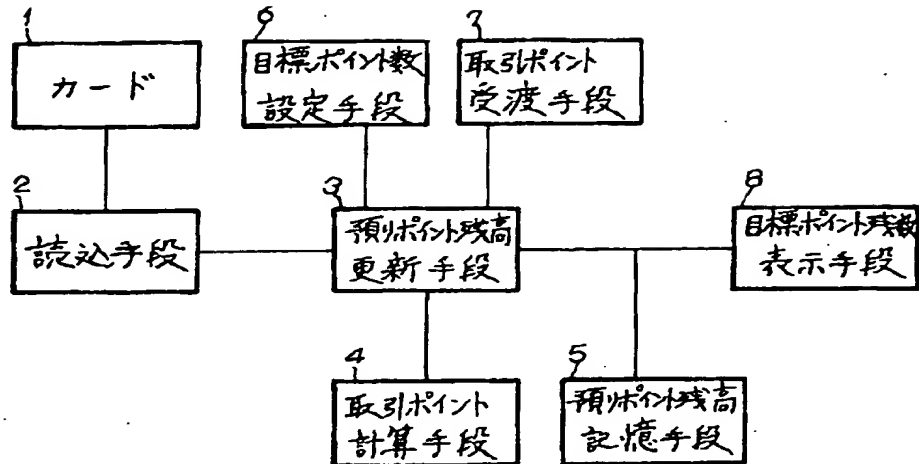 1
カード
6
目標ポイント数
設定手段
7
取引ポイント
受渡手段
2
読込手段
3
預りポイント残高
更新手段
8
目標ポイント残数
表示手段
4
取引ポイント
計算手段
5
預りポイント残高
記憶手段